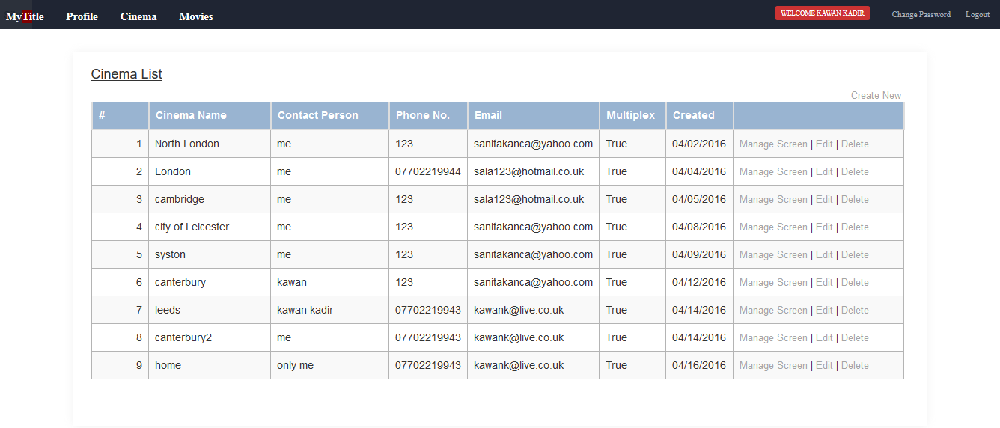 MyTitle Profile Cinema Movies WELCOME KAWAN KADIR Change Password Logout
Cinema List
Create New
# Cinema Name Contact Person Phone No. Email Multiplex Created
1 North London me 123 sanitakanca@yahoo.com True 04/02/2016 Manage Screen | Edit | Delete
2 London me 07702219944 sala123@hotmail.co.uk True 04/04/2016 Manage Screen | Edit | Delete
3 cambridge me 123 sala123@hotmail.co.uk True 04/05/2016 Manage Screen | Edit | Delete
4 city of Leicester me 123 sanitakanca@yahoo.com True 04/08/2016 Manage Screen | Edit | Delete
5 syston me 123 sanitakanca@yahoo.com True 04/09/2016 Manage Screen | Edit | Delete
6 canterbury kawan 123 sanitakanca@yahoo.com True 04/12/2016 Manage Screen | Edit | Delete
7 leeds kawan kadir 07702219943 kawank@live.co.uk True 04/14/2016 Manage Screen | Edit | Delete
8 canterbury2 me 07702219943 kawank@live.co.uk True 04/14/2016 Manage Screen | Edit | Delete
9 home only me 07702219943 kawank@live.co.uk True 04/16/2016 Manage Screen | Edit | Delete